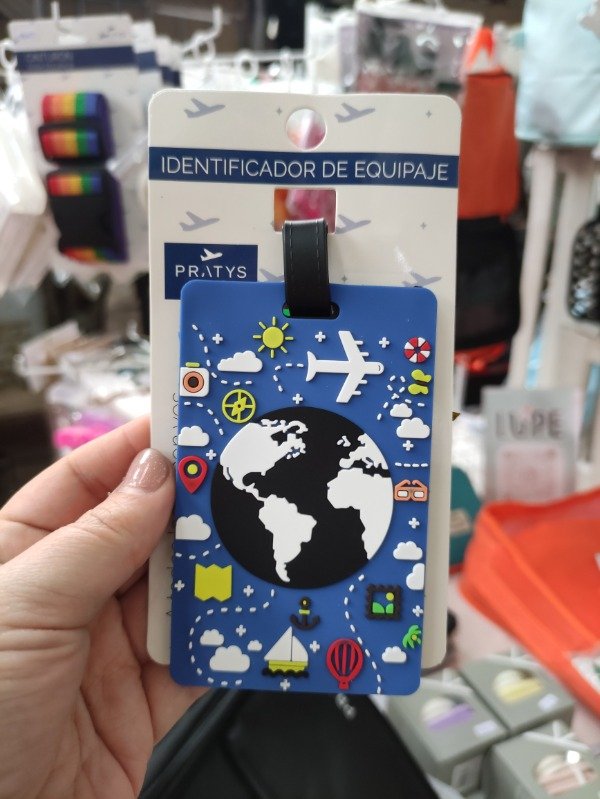 IDENTIFICADOR DE EQUIPAJE
PRATYS